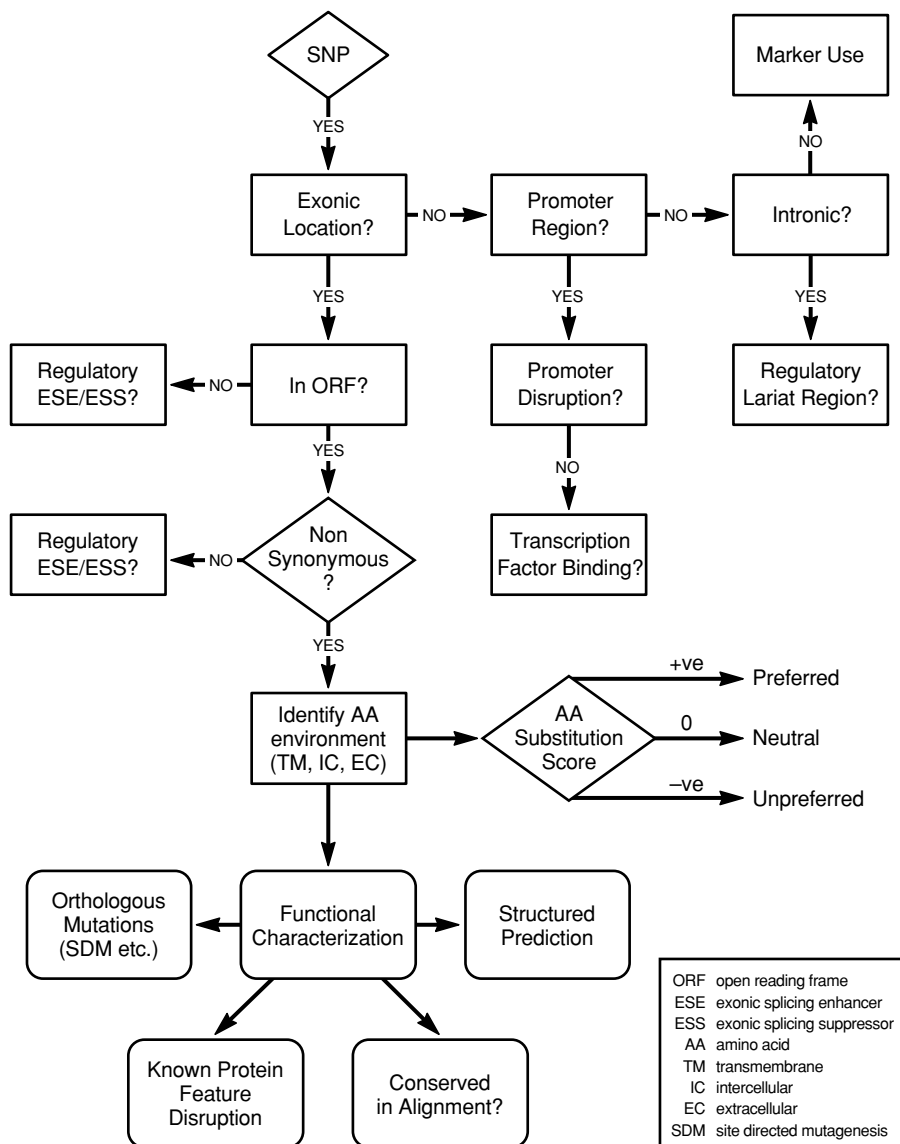 SNP
Marker Use
YES
NO
Exonic
Location?
NO
Promoter
Region?
NO
Intronic?
YES
YES
YES
Regulatory
ESE/ESS?
NO
In ORF?
Promoter
Disruption?
Regulatory
Lariat Region?
YES
NO
Regulatory
ESE/ESS?
NO
Non
Synonymous
?
Transcription
Factor Binding?
YES
Identify AA
environment
(TM, IC, EC)
AA
Substitution
Score
+ve
Preferred
0
Neutral
–ve
Unpreferred
Orthologous
Mutations
(SDM etc.)
Functional
Characterization
Structured
Prediction
Known Protein
Feature
Disruption
Conserved
in Alignment?
ORF open reading frame
ESE exonic splicing enhancer
ESS exonic splicing suppressor
AA amino acid
TM transmembrane
IC intercellular
EC extracellular
SDM site directed mutagenesis